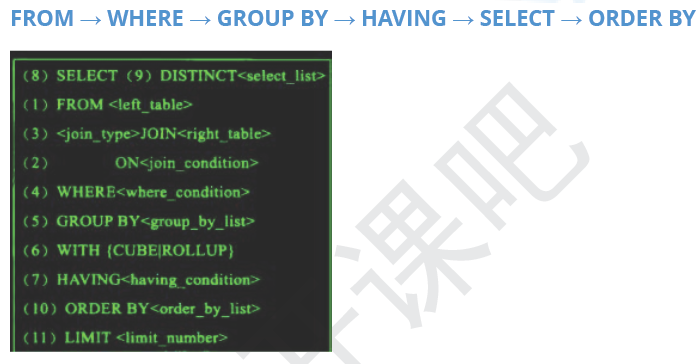 FROM → WHERE → GROUP BY → HAVING → SELECT → ORDER BY
(8) SELECT (9) DISTINCT<select_list>
(1) FROM <left_table>
(3) <join_type>JOIN<right_table>
(2) ON<join_condition>
(4) WHERE<where_condition>
(5) GROUP BY<group_by_list>
(6) WITH {CUBE|ROLLUP}
(7) HAVING<having_condition>
(10) ORDER BY<order_by_list>
(11) LIMIT <limit_number>
课吧